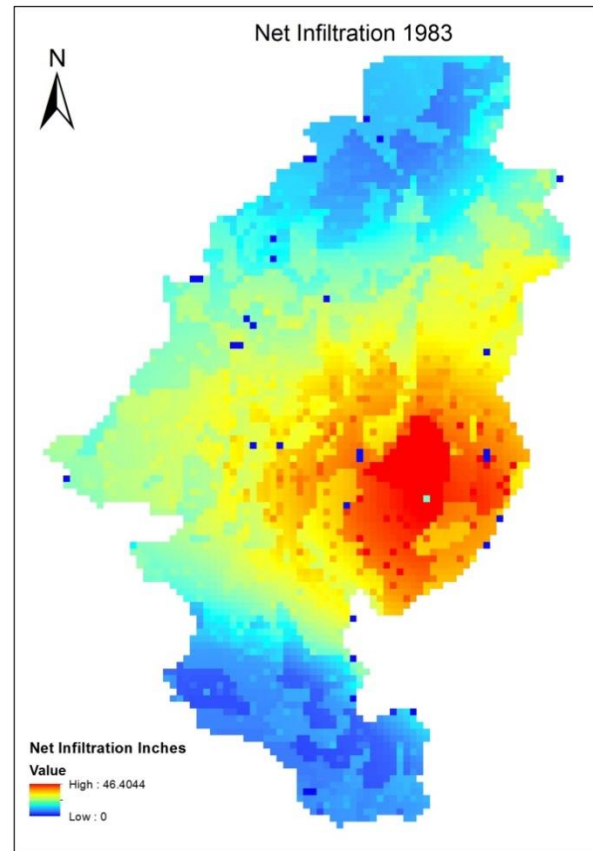 Net Infiltration 1983
N
Net Infiltration Inches
Value
High : 46.4044
Low : 0